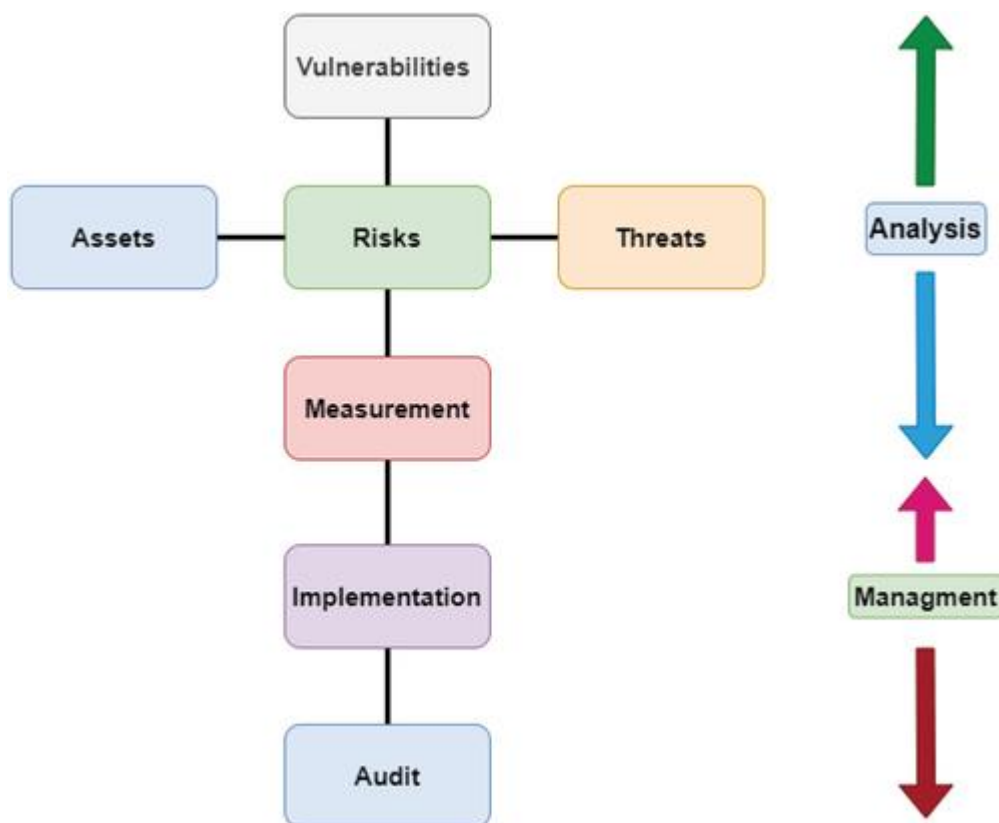 Vulnerabilities
Assets
Risks
Threats
Analysis
Measurement
Implementation
Managment
Audit